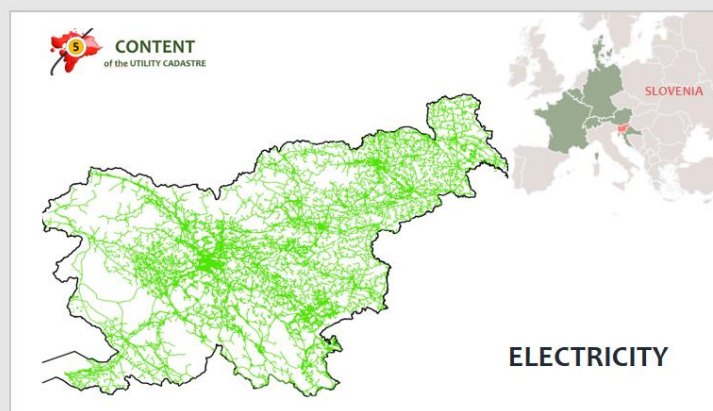 5
CONTENT
of the UTILITY CADASTRE
SLOVENIA
ELECTRICITY